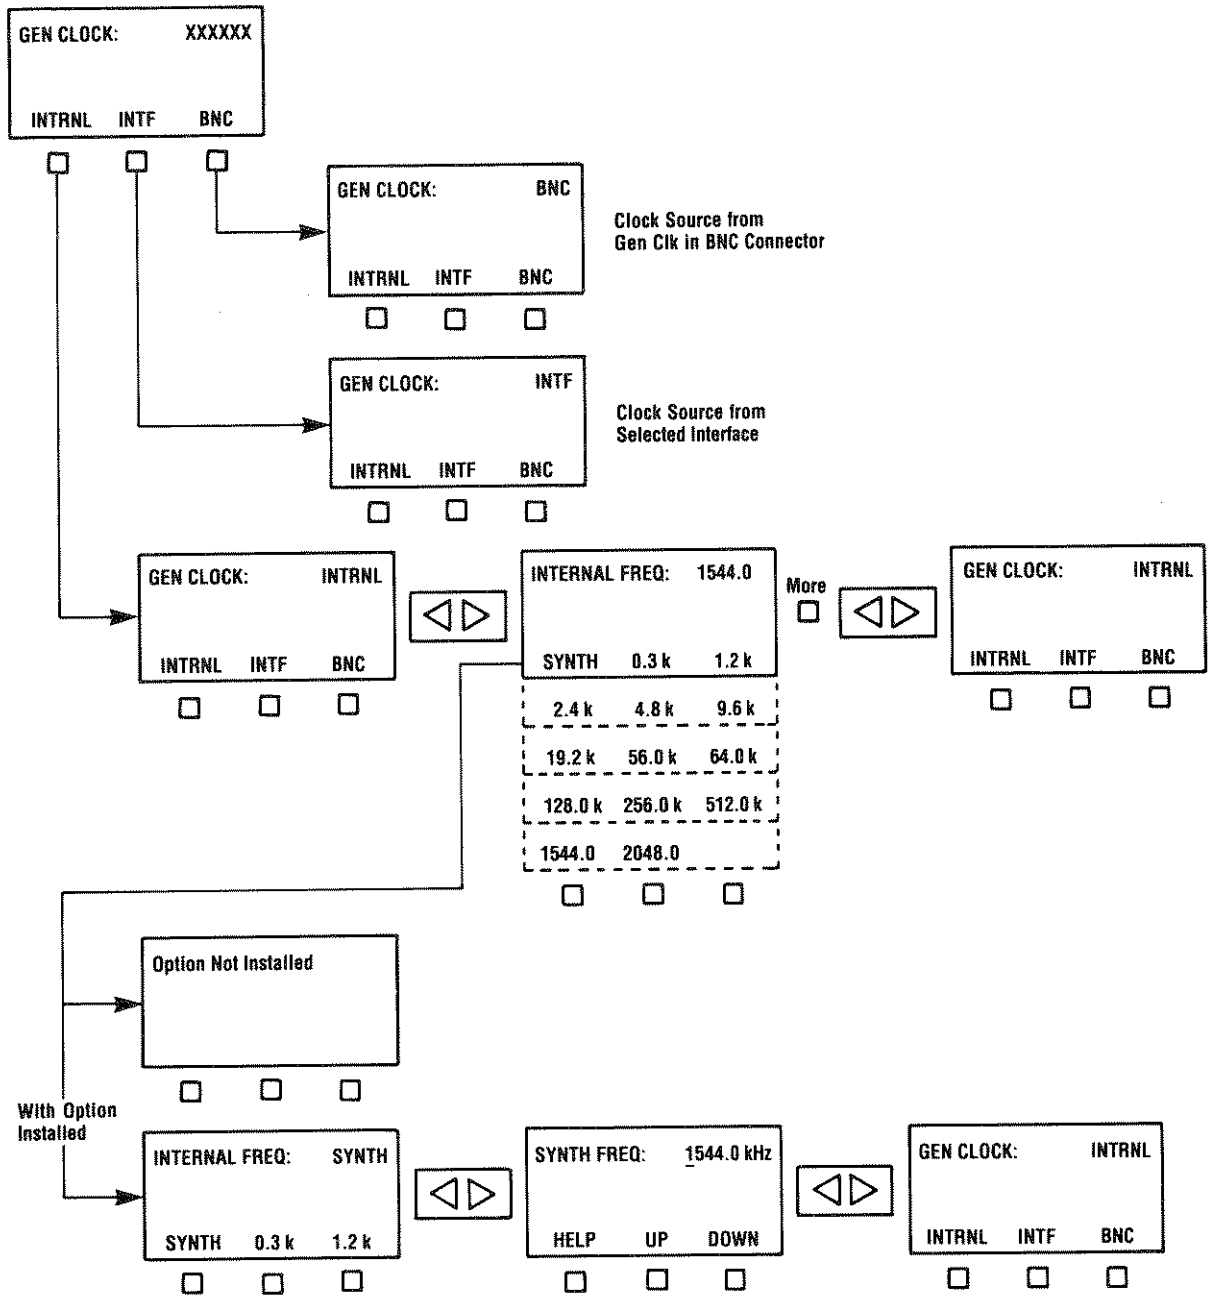 GEN CLOCK: XXXXXX
INTRNL INTF BNC
GEN CLOCK: BNC
INTRNL INTF BNC
Clock Source from
Gen Clk in BNC Connector
GEN CLOCK: INTF
INTRNL INTF BNC
Clock Source from
Selected Interface
GEN CLOCK: INTRNL
INTRNL INTF BNC
INTERNAL FREQ: 1544.0
SYNTH 0.3 k 1.2 k
2.4 k 4.8 k 9.6 k
19.2 k 56.0 k 64.0 k
128.0 k 256.0 k 512.0 k
1544.0 2048.0
More
GEN CLOCK: INTRNL
INTRNL INTF BNC
Option Not Installed
With Option
Installed
INTERNAL FREQ: SYNTH
SYNTH 0.3 k 1.2 k
SYNTH FREQ: 1544.0 kHz
HELP UP DOWN
GEN CLOCK: INTRNL
INTRNL INTF BNC